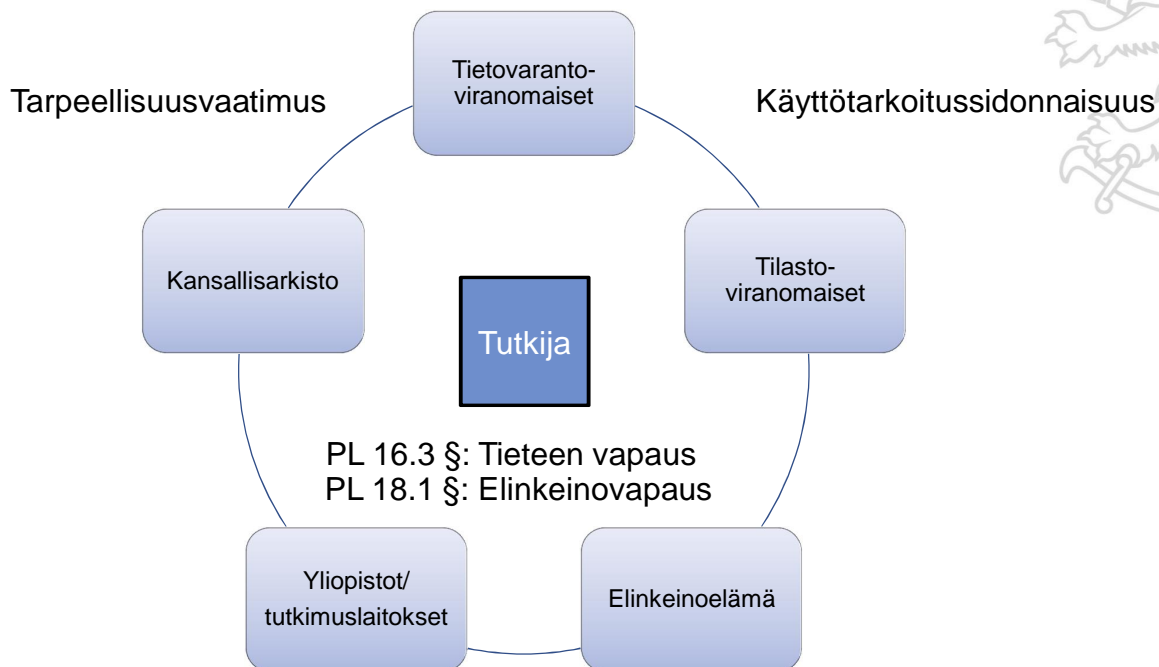 Tietovaranto-
viranomaiset
Tarpeellisuusvaatimus
Käyttötarkoitussidonnaisuus
Kansallisarkisto
Tilasto-
viranomaiset
Tutkija
PL 16.3 §: Tieteen vapaus
PL 18.1 §: Elinkeinovapaus
Yliopistot/
tutkimuslaitokset
Elinkeinoelämä